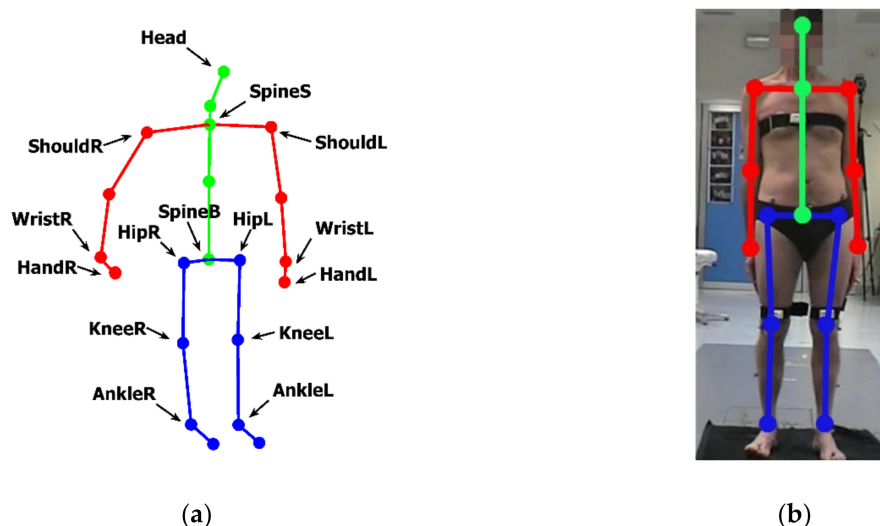 Head
SpineS
ShouldR
ShouldL
SpineB
WristR
HipR
HipL
WristL
HandR
HandL
KneeR
KneeL
AnkleR
AnkleL
(a)
(b)